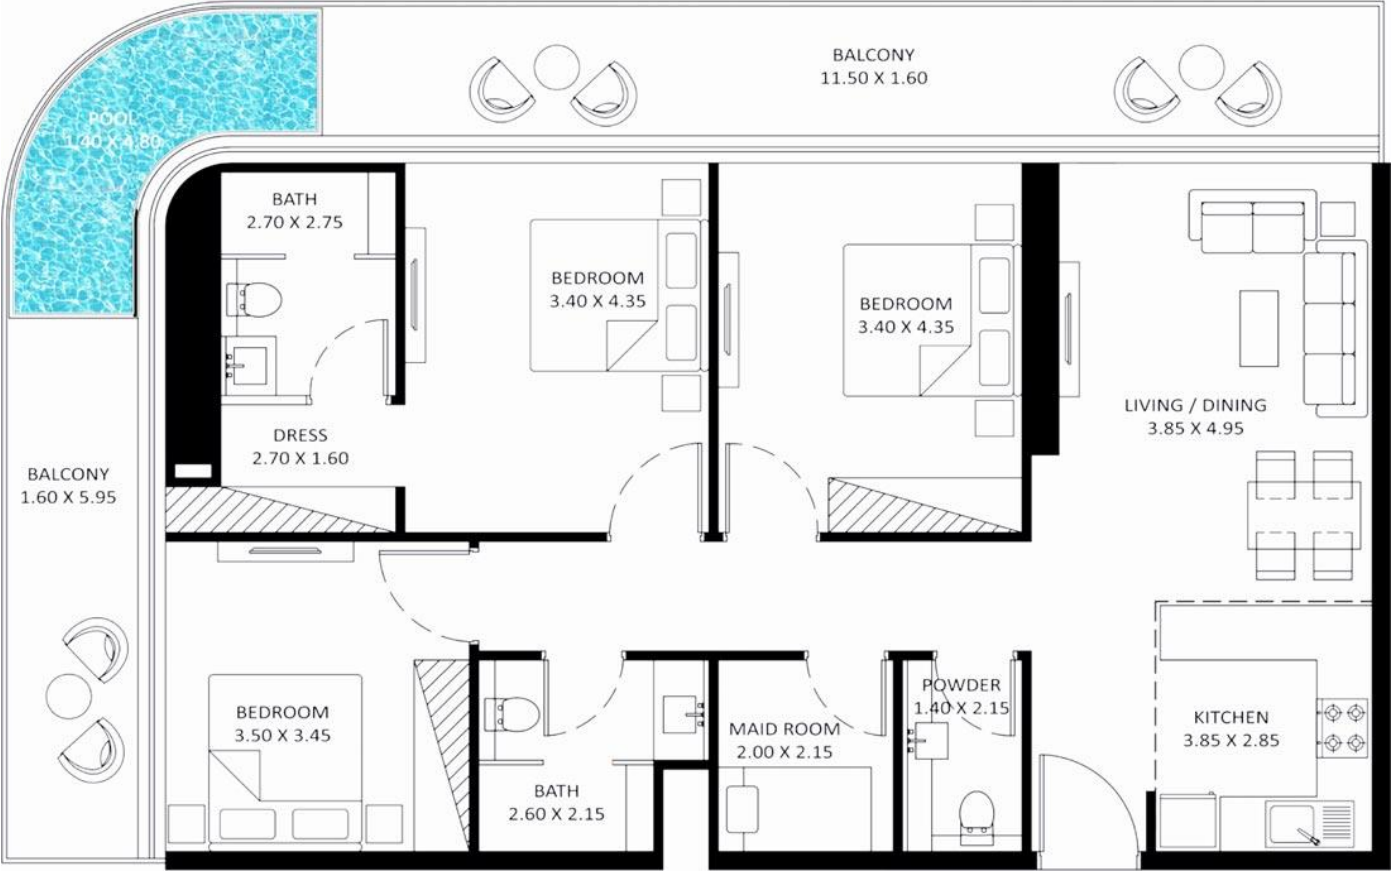 BALCONY
11.50 X 1.60
POOL
1.40 X 4.80
BATH
2.70 X 2.75
BEDROOM
3.40 X 4.35
BEDROOM
3.40 X 4.35
LIVING / DINING
3.85 X 4.95
DRESS
2.70 X 1.60
BALCONY
1.60 X 5.95
BEDROOM
3.50 X 3.45
BATH
2.60 X 2.15
MAID ROOM
2.00 X 2.15
POWDER
1.40 X 2.15
KITCHEN
3.85 X 2.85